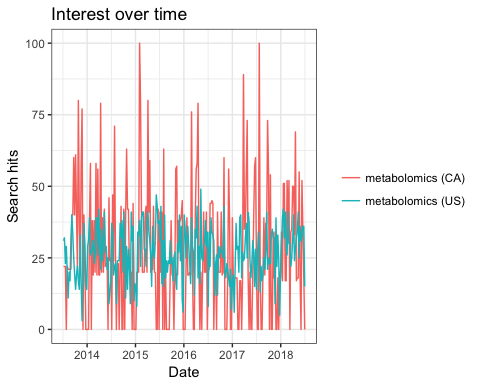 Interest over time
100
75
50
25
0
Search hits
2014 2015 2016 2017 2018
Date
metabolomics (CA)
metabolomics (US)